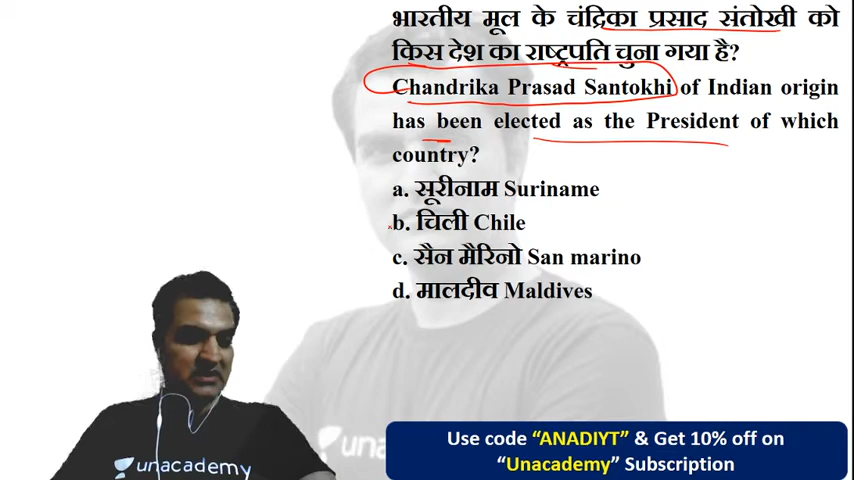 भारतीय मूल के चंद्रिका प्रसाद संतोखी को
किस देश का राष्ट्रपति चुना गया है?
Chandrika Prasad Santokhi of Indian origin
has been elected as the President of which
country?
a. सूरीनाम Suriname
b. चिली Chile
c. सैन मैरिनो San marino
d. मालदीव Maldives
unacademy
una
Use code “ANADIYT” & Get 10% off on
“Unacademy” Subscription